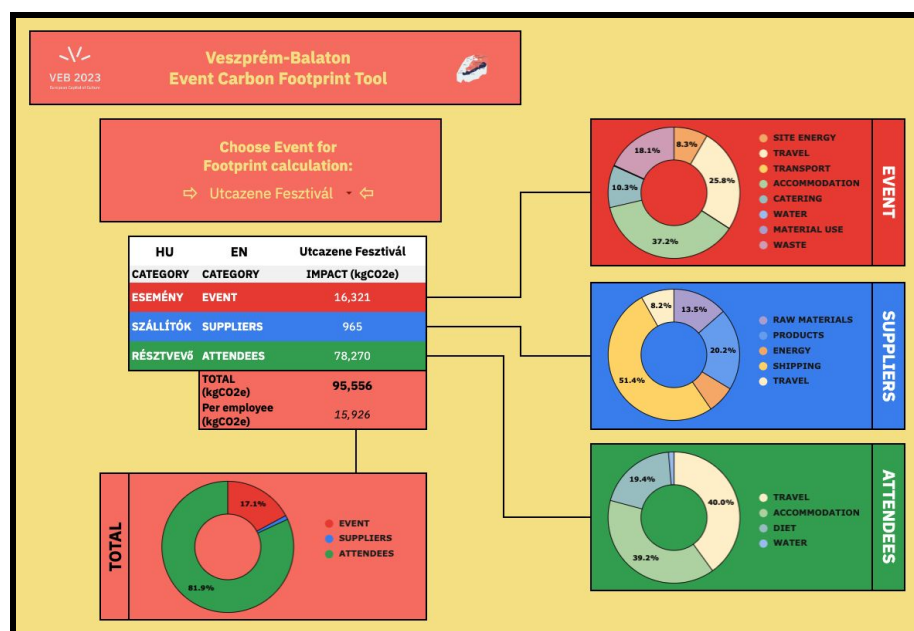 VEB 2023
Veszprém-Balaton
Event Carbon Footprint Tool
Choose Event for
Footprint calculation:
⇨ Utcazene Fesztivál ⇦
HU EN Utcazene Fesztivál
CATEGORY CATEGORY IMPACT (kgCO2e)
ESEMÉNY EVENT 16,321
SZÁLLÍTÓK SUPPLIERS 965
RÉSZTVEVő ATTENDEES 78,270
TOTAL
(kgCO2e) 95,556
Per employee
(kgCO2e) 15,926
TOTAL
17.1%
81.9%
EVENT
SUPPLIERS
ATTENDEES
8.3%
25.8%
37.2%
10.3%
18.1%
SITE ENERGY
TRAVEL
TRANSPORT
ACCOMMODATION
CATERING
WATER
MATERIAL USE
WASTE
EVENT
13.5%
20.2%
51.4%
8.2%
RAW MATERIALS
PRODUCTS
ENERGY
SHIPPING
TRAVEL
SUPPLIERS
40.0%
39.2%
19.4%
TRAVEL
ACCOMMODATION
DIET
WATER
ATTENDEES